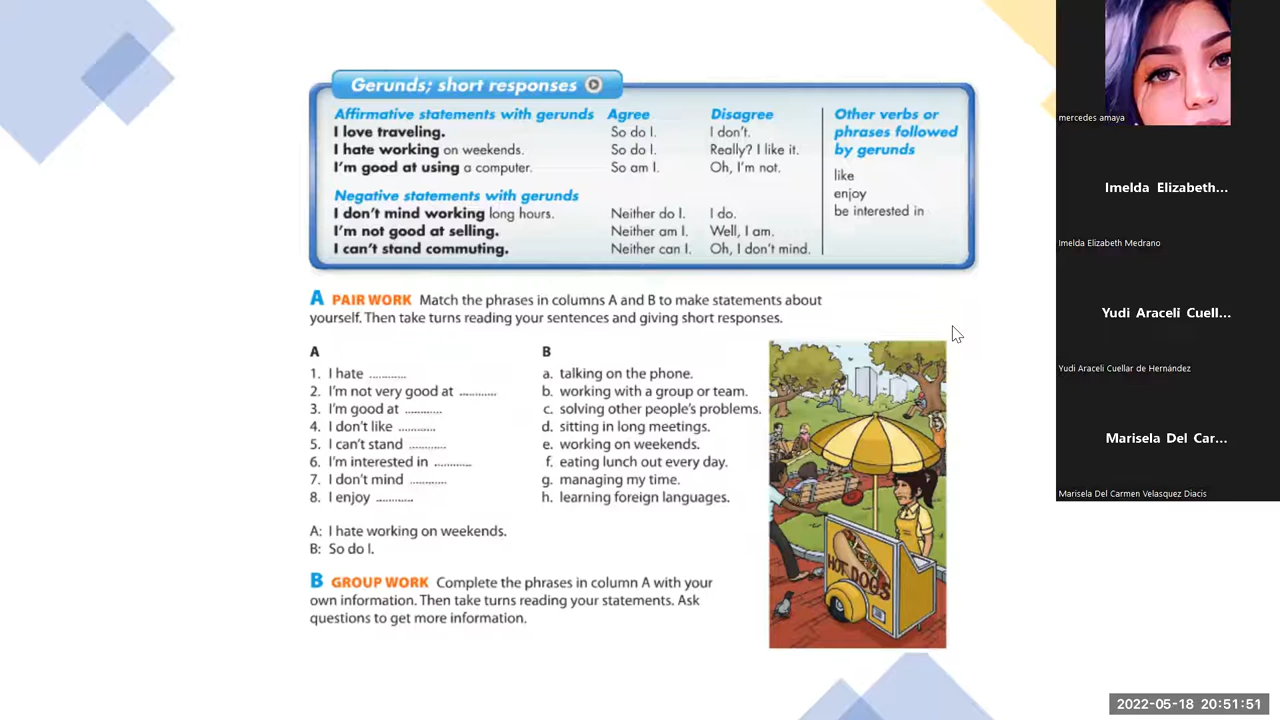 Gerunds; short responses
Affirmative statements with gerunds Agree Disagree
I love traveling. So do I. I don't.
I hate working on weekends. So do I. Really? I like it.
I'm good at using a computer. So am I. Oh, I'm not.
Negative statements with gerunds
I don't mind working long hours. Neither do I. I do.
I'm not good at selling. Neither am I. Well, I am.
I can't stand commuting. Neither can I. Oh, I don't mind.
Other verbs or
phrases followed
by gerunds
like
enjoy
be interested in
A PAIR WORK Match the phrases in columns A and B to make statements about
yourself. Then take turns reading your sentences and giving short responses.
A
1. I hate ............
2. I'm not very good at ............
3. I'm good at ............
4. I don't like ............
5. I can't stand ............
6. I'm interested in ............
7. I don't mind ............
8. I enjoy ............
B
a. talking on the phone.
b. working with a group or team.
c. solving other people's problems.
d. sitting in long meetings.
e. working on weekends.
f. eating lunch out every day.
g. managing my time.
h. learning foreign languages.
A: I hate working on weekends.
B: So do I.
B GROUP WORK Complete the phrases in column A with your
own information. Then take turns reading your statements. Ask
questions to get more information.
HOT DOGS
mercedes amaya
Imelda Elizabeth...
Imelda Elizabeth Medrano
Yudi Araceli Cuell...
Yudi Araceli Cuellar de Hernández
Marisela Del Car...
Marisela Del Carmen Velasquez Diacis
2022-05-18 20:51:51